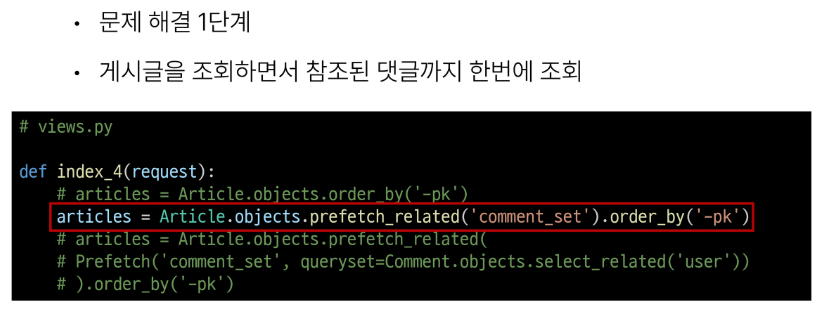 • 문제 해결 1단계
• 게시글을 조회하면서 참조된 댓글까지 한번에 조회
# views.py
def index_4(request):
    # articles = Article.objects.order_by('-pk')
    articles = Article.objects.prefetch_related('comment_set').order_by('-pk')
    # articles = Article.objects.prefetch_related(
    # Prefetch('comment_set', queryset=Comment.objects.select_related('user'))
    # ).order_by('-pk')